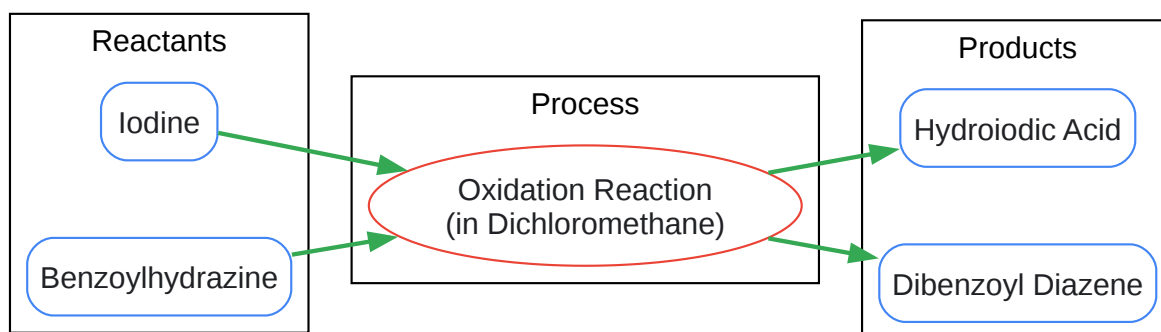 Reactants
Iodine
Benzoylhydrazine
Process
Oxidation Reaction
(in Dichloromethane)
Products
Hydroiodic Acid
Dibenzoyl Diazene